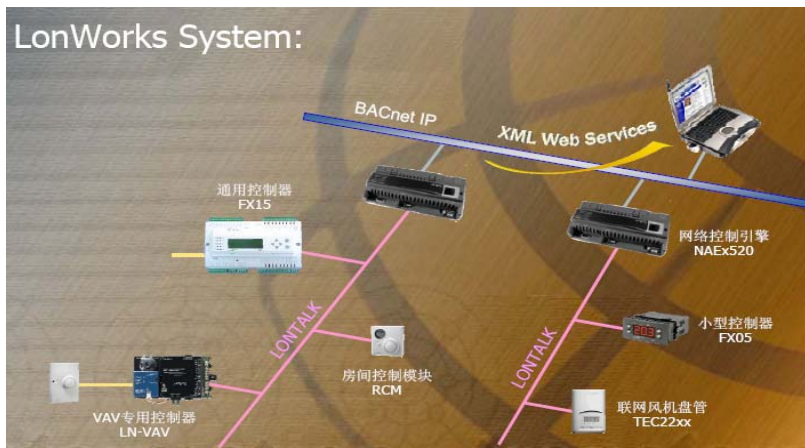 LonWorks System:
BACnet IP
XML Web Services
通用控制器
FX15
网络控制引擎
NAEx520
LONTALK
房间控制模块
RCM
VAV专用控制器
LN-VAV
LONTALK
小型控制器
FX05
203
联网风机盘管
TEC22xx